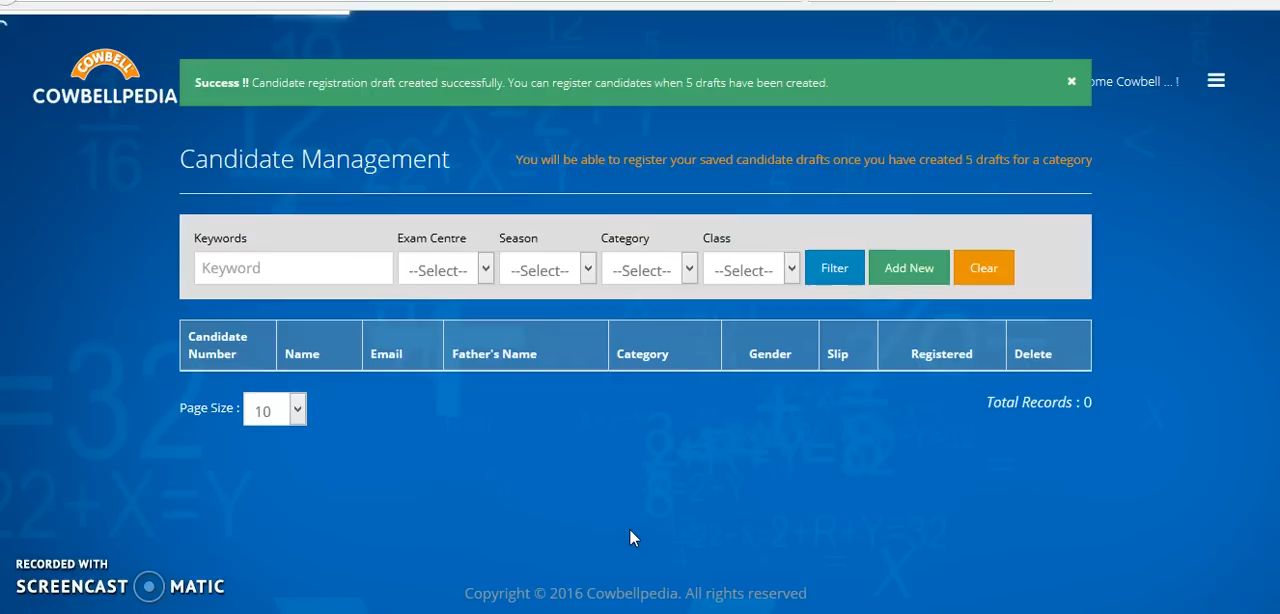 COWBELL
COWBELLPEDIA
Success !! Candidate registration draft created successfully. You can register candidates when 5 drafts have been created.
ome Cowbell ... !
Candidate Management
You will be able to register your saved candidate drafts once you have created 5 drafts for a category
Keywords Exam Centre Season Category Class
Keyword --Select-- --Select-- --Select-- --Select-- Filter Add New Clear
Candidate
Number Name Email Father's Name Category Gender Slip Registered Delete
Page Size : 10
Total Records : 0
RECORDED WITH
SCREENCAST MATIC
Copyright © 2016 Cowbellpedia. All rights reserved